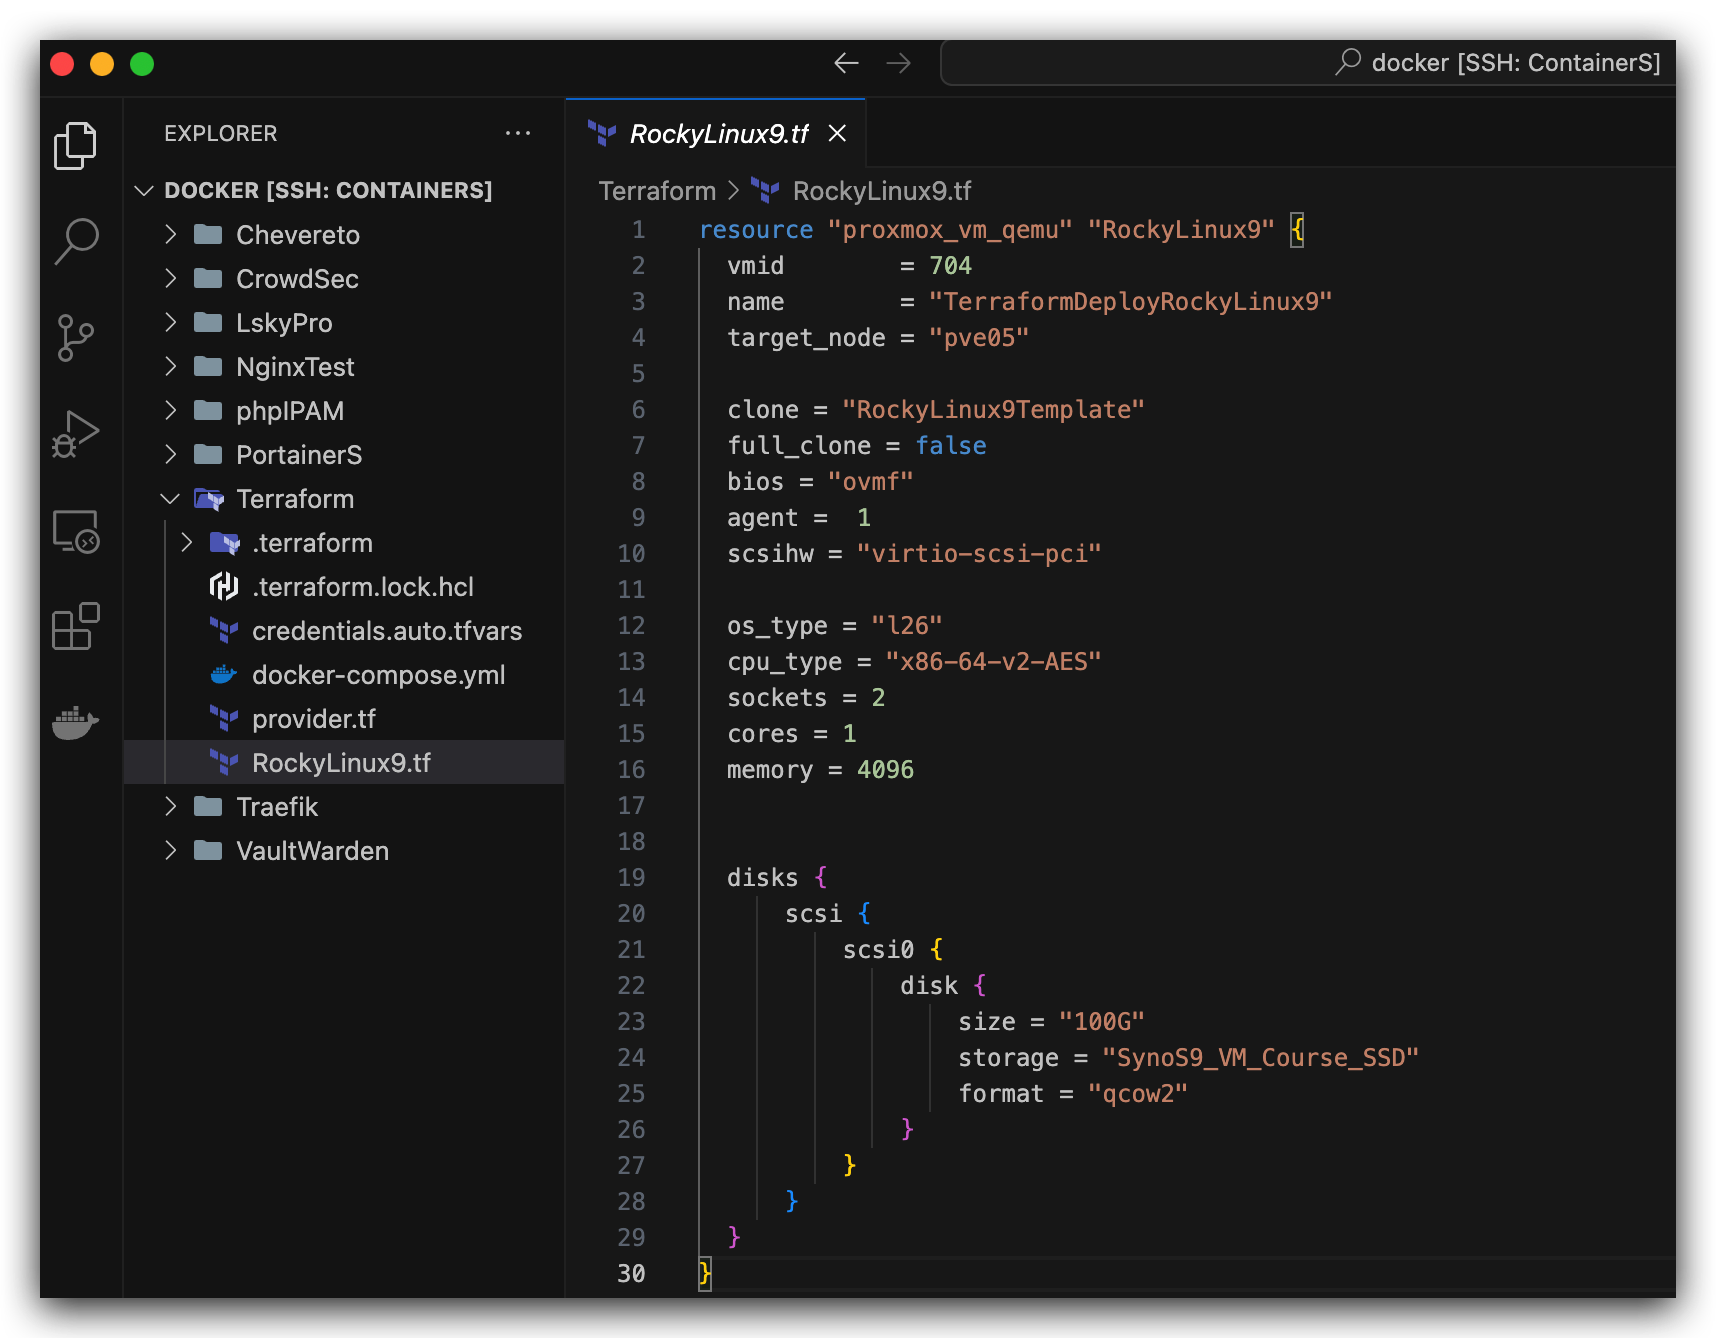 docker [SSH: ContainerS]
EXPLORER
···
RockyLinux9.tf
DOCKER [SSH: CONTAINERS]
Chevereto
CrowdSec
LskyPro
NginxTest
phpIPAM
PortainerS
Terraform
.terraform
.terraform.lock.hcl
credentials.auto.tfvars
docker-compose.yml
provider.tf
RockyLinux9.tf
Traefik
VaultWarden
Terraform > RockyLinux9.tf
1 resource "proxmox_vm_qemu" "RockyLinux9" {
2 vmid        = 704
3 name        = "TerraformDeployRockyLinux9"
4 target_node = "pve05"
5
6 clone = "RockyLinux9Template"
7 full_clone = false
8 bios = "ovmf"
9 agent =  1
10 scsihw = "virtio-scsi-pci"
11
12 os_type = "l26"
13 cpu_type = "x86-64-v2-AES"
14 sockets = 2
15 cores = 1
16 memory = 4096
17
18
19 disks {
20 scsi {
21 scsi0 {
22 disk {
23 size = "100G"
24 storage = "SynoS9_VM_Course_SSD"
25 format = "qcow2"
26 }
27 }
28 }
29 }
30 }